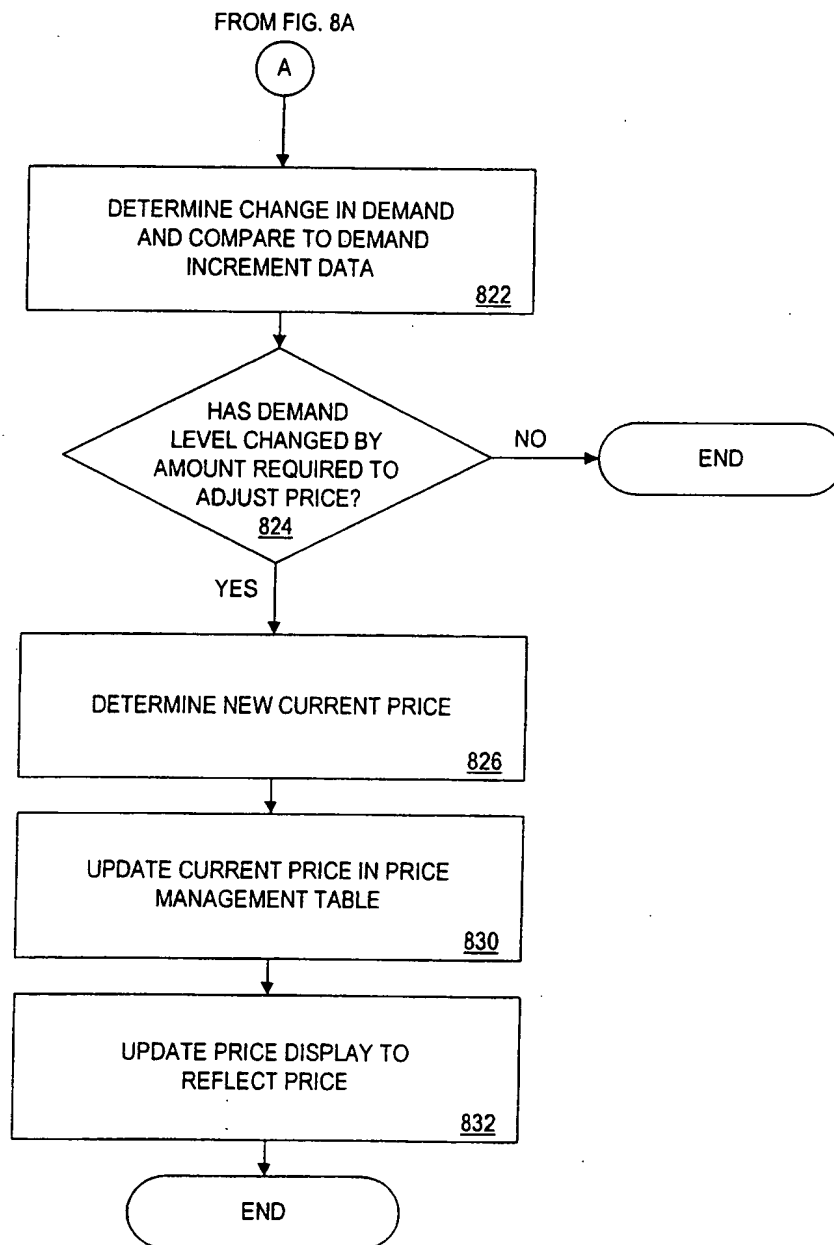 FROM FIG. 8A
A
DETERMINE CHANGE IN DEMAND
AND COMPARE TO DEMAND
INCREMENT DATA
822
HAS DEMAND
LEVEL CHANGED BY
AMOUNT REQUIRED TO
ADJUST PRICE?
824
NO
END
YES
DETERMINE NEW CURRENT PRICE
826
UPDATE CURRENT PRICE IN PRICE
MANAGEMENT TABLE
830
UPDATE PRICE DISPLAY TO
REFLECT PRICE
832
END